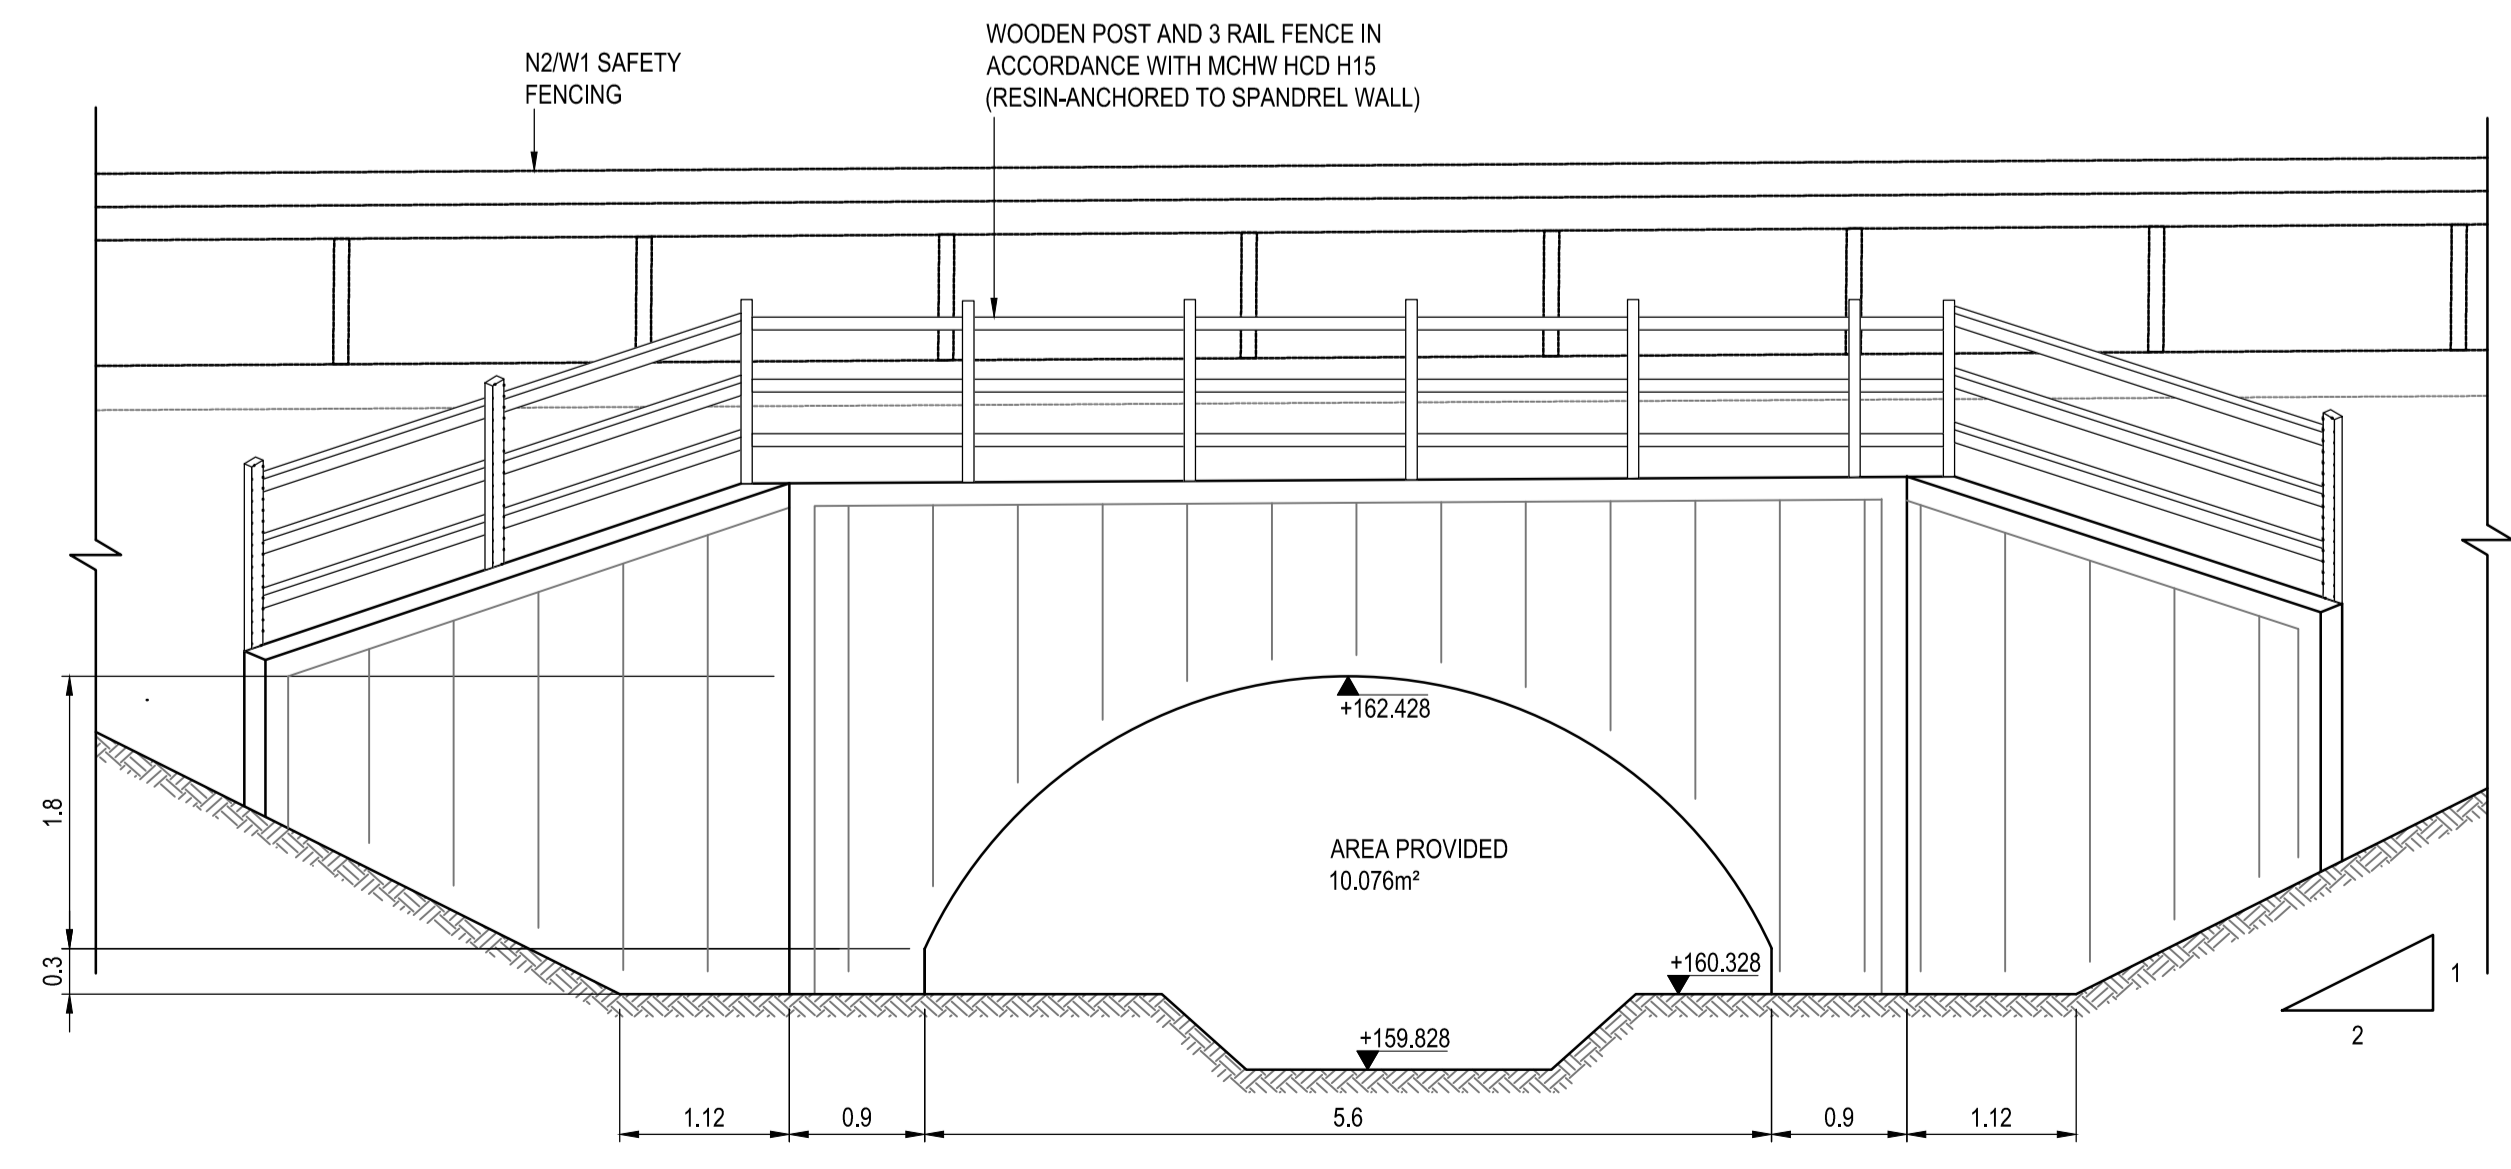 WOODEN POST AND 3 RAIL FENCE IN
ACCORDANCE WITH MCHW HCD H15
(RESIN-ANCHORED TO SPANDREL WALL)
N2/W1 SAFETY
FENCING
+162.428
1.8
AREA PROVIDED
10.076m²
0.3
+160.328
1
2
+159.828
1.12
0.9
5.6
0.9
1.12